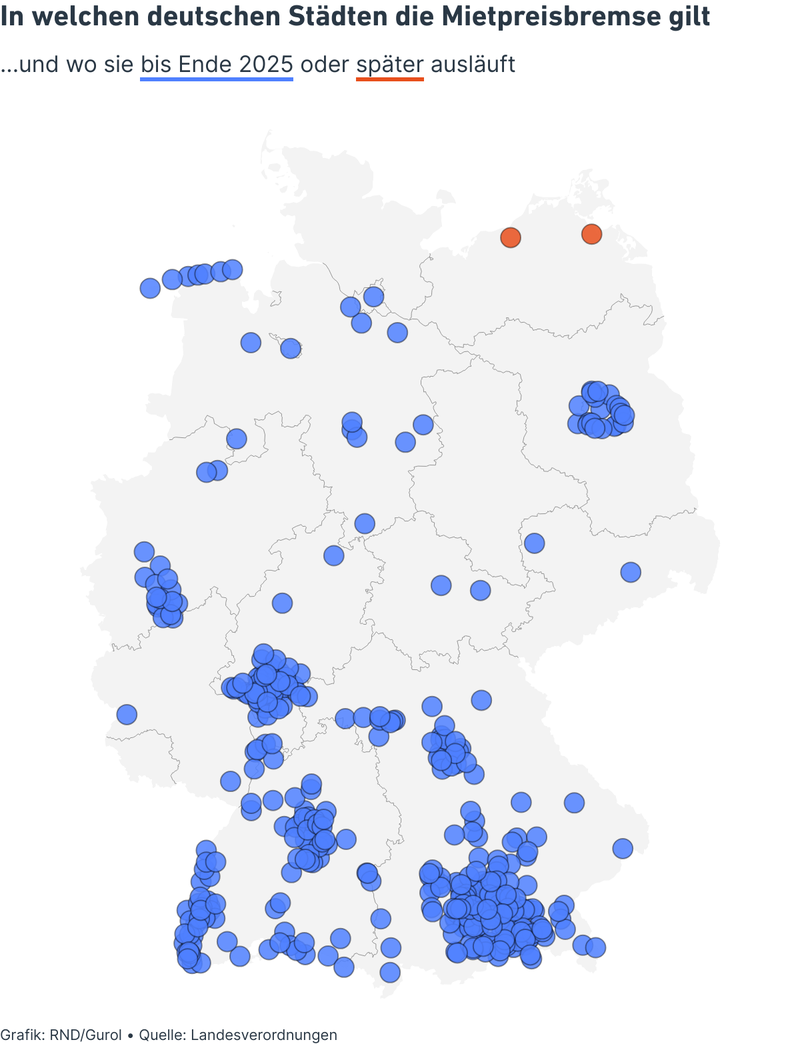 In welchen deutschen Städten die Mietpreisbremse gilt
...und wo sie bis Ende 2025 oder später ausläuft
Grafik: RND/Gurol • Quelle: Landesverordnungen